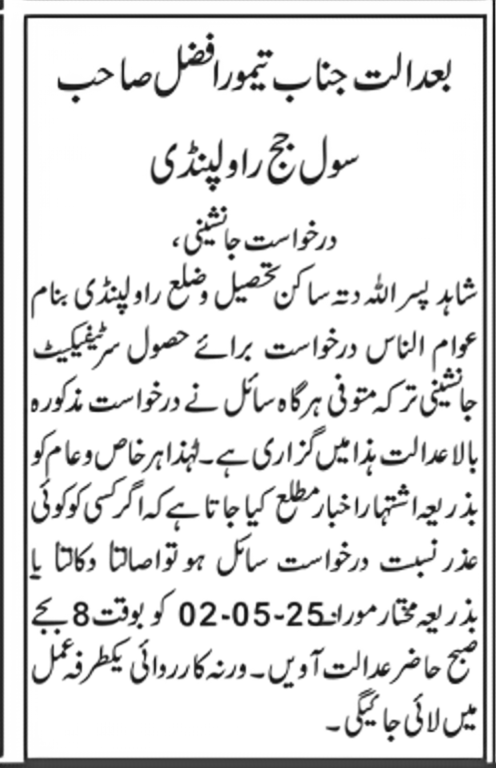 بعدالت جناب تیمور افضل صاحب
سول جج راولپنڈی
درخواست جانشینی،
شاہد پسر اللہ دتہ ساکن تحصیل وضلع راولپنڈی بنام
عوام الناس درخواست برائے حصول سرٹیفیکیٹ
جانشینی ترکہ متوفی ہرگاہ سائل نے درخواست مذکورہ
بالا عدالت ہذا میں گزاری ہے۔ لہٰذا ہر خاص و عام کو
بذریعہ اشتہار اخبار مطلع کیا جاتا ہے کہ اگر کسی کو کوئی
عذر نسبت درخواست سائل ہو تو اصالتاً وکالتاً یا
بذریعہ مختار مورخہ 02-05-25 کو بوقت 8 بجے
صبح حاضر عدالت آویں۔ ورنہ کارروائی یکطرفہ عمل
میں لائی جائیگی۔